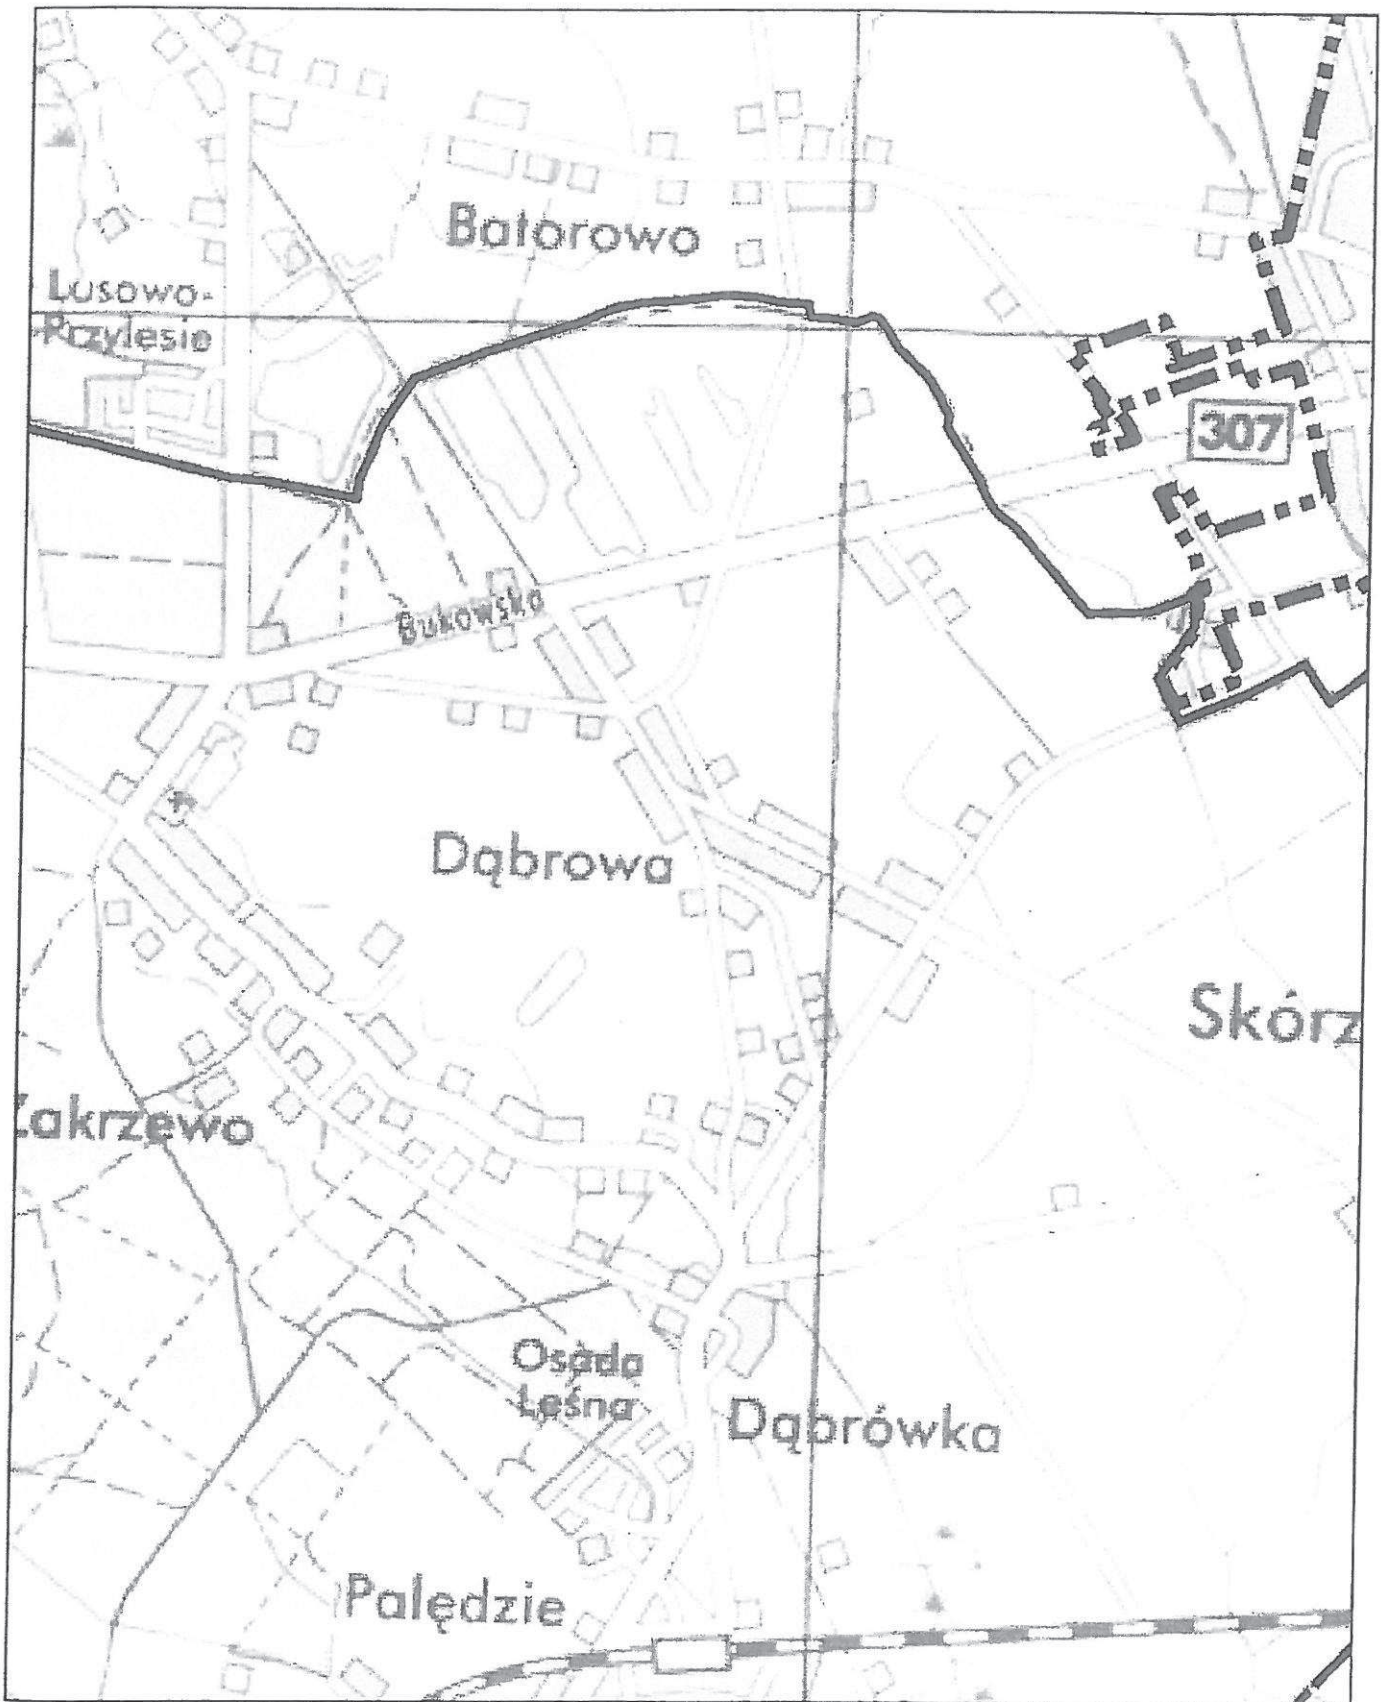 Batorowo
Lusowo-
Przylesie
307
Bukowska
Dąbrowa
Skórz
Zakrzewo
Osada
Leśna
Dąbrówka
Palędzie